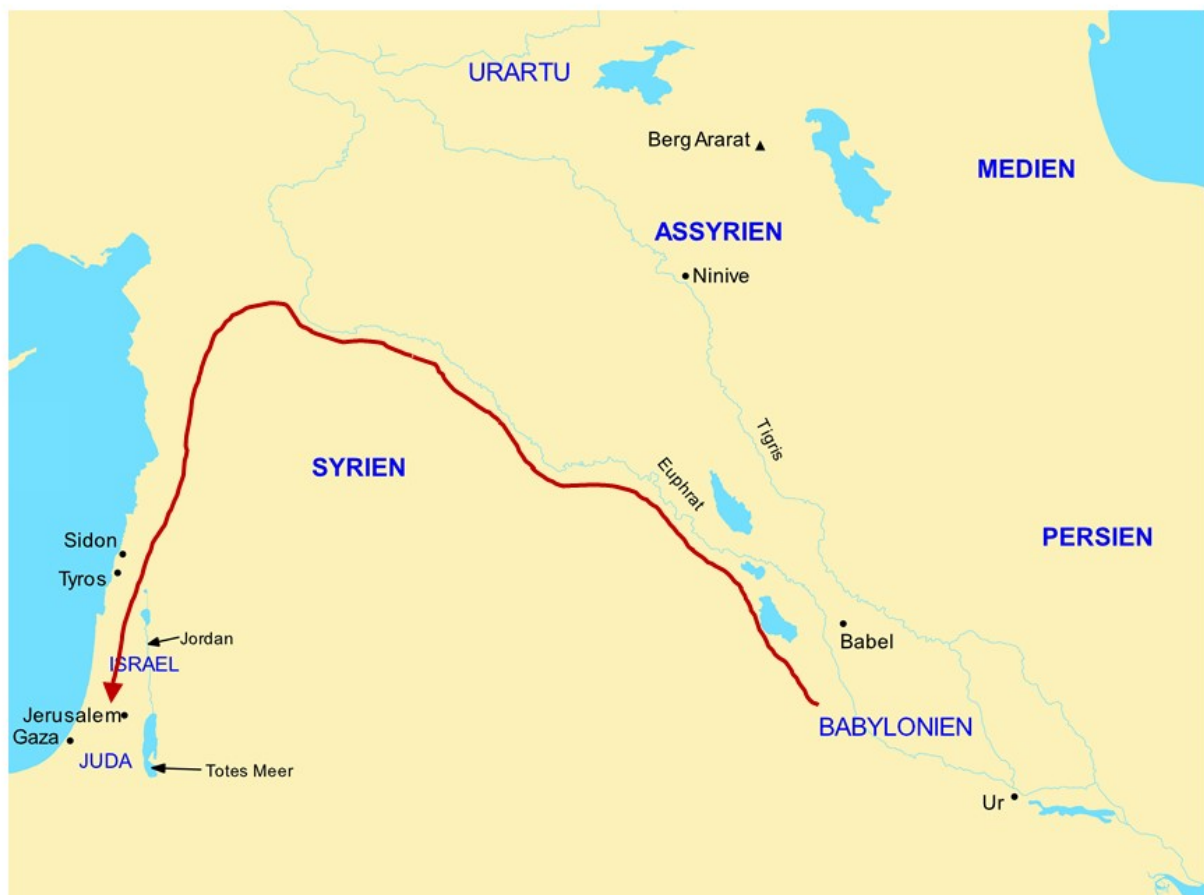 URARTU
Berg Ararat
MEDIEN
ASSYRIEN
Ninive
Tigris
SYRIEN
Euphrat
PERSIEN
Sidon
Tyros
Jordan
Babel
ISRAEL
Jerusalem
BABYLONIEN
Gaza
JUDA
Totes Meer
Ur